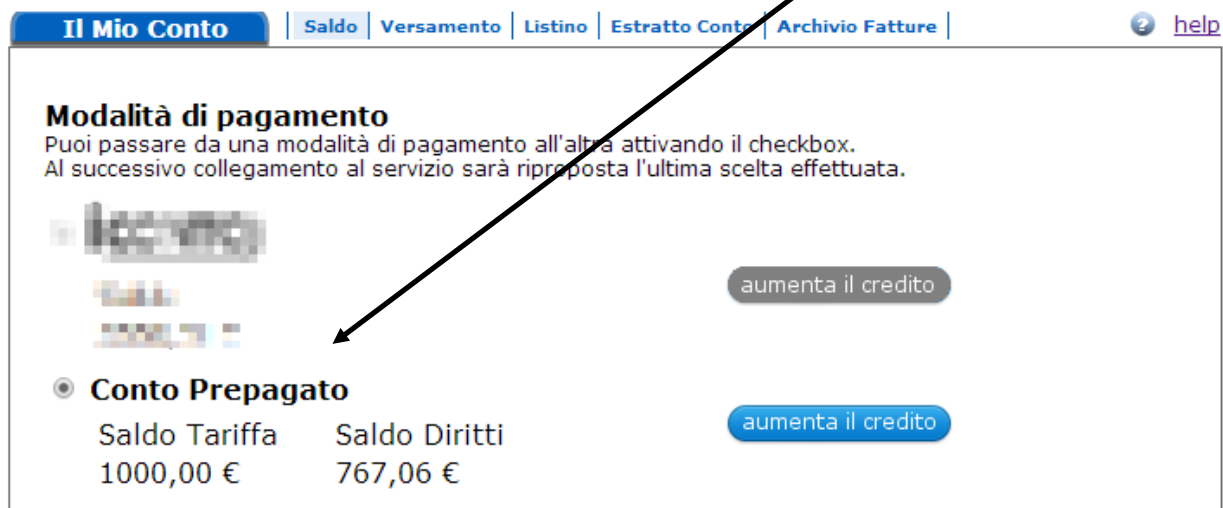 Il Mio Conto Saldo Versamento Listino Estratto Conto Archivio Fatture help
Modalità di pagamento
Puoi passare da una modalità di pagamento all'altra attivando il checkbox.
Al successivo collegamento al servizio sarà riproposta l'ultima scelta effettuata.
aumenta il credito
Conto Prepagato
Saldo Tariffa Saldo Diritti
aumenta il credito
1000,00 € 767,06 €